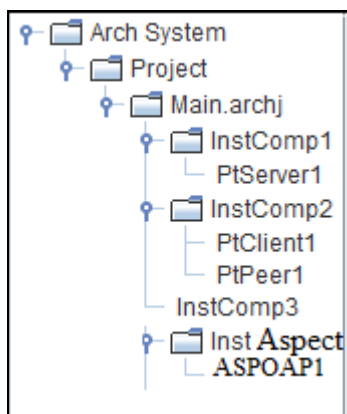 Arch System
Project
Main.archj
InstComp1
PtServer1
InstComp2
PtClient1
PtPeer1
InstComp3
Inst Aspect
ASPOAP1